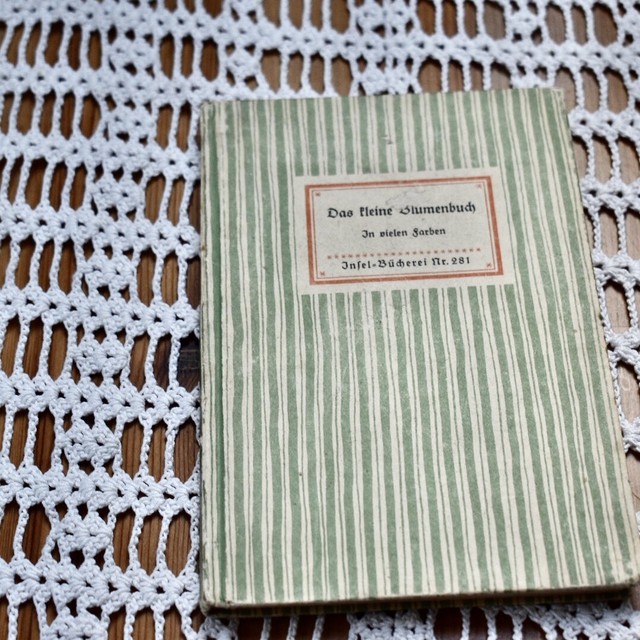 Das kleine Blumenbuch
In vielen Farben
Insel-Bücherei Nr. 281